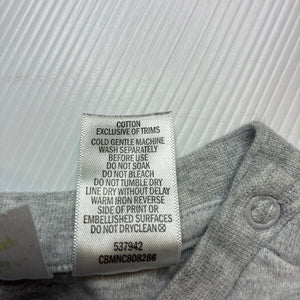 COTTON
EXCLUSIVE OF TRIMS
COLD GENTLE MACHINE
WASH SEPARATELY
BEFORE USE
DO NOT SOAK
DO NOT BLEACH
DO NOT TUMBLE DRY
LINE DRY WITHOUT DELAY
WARM IRON REVERSE
SIDE OF PRINT OR
EMBELLISHED SURFACES
DO NOT DRYCLEAN
537942
CBMNC808286